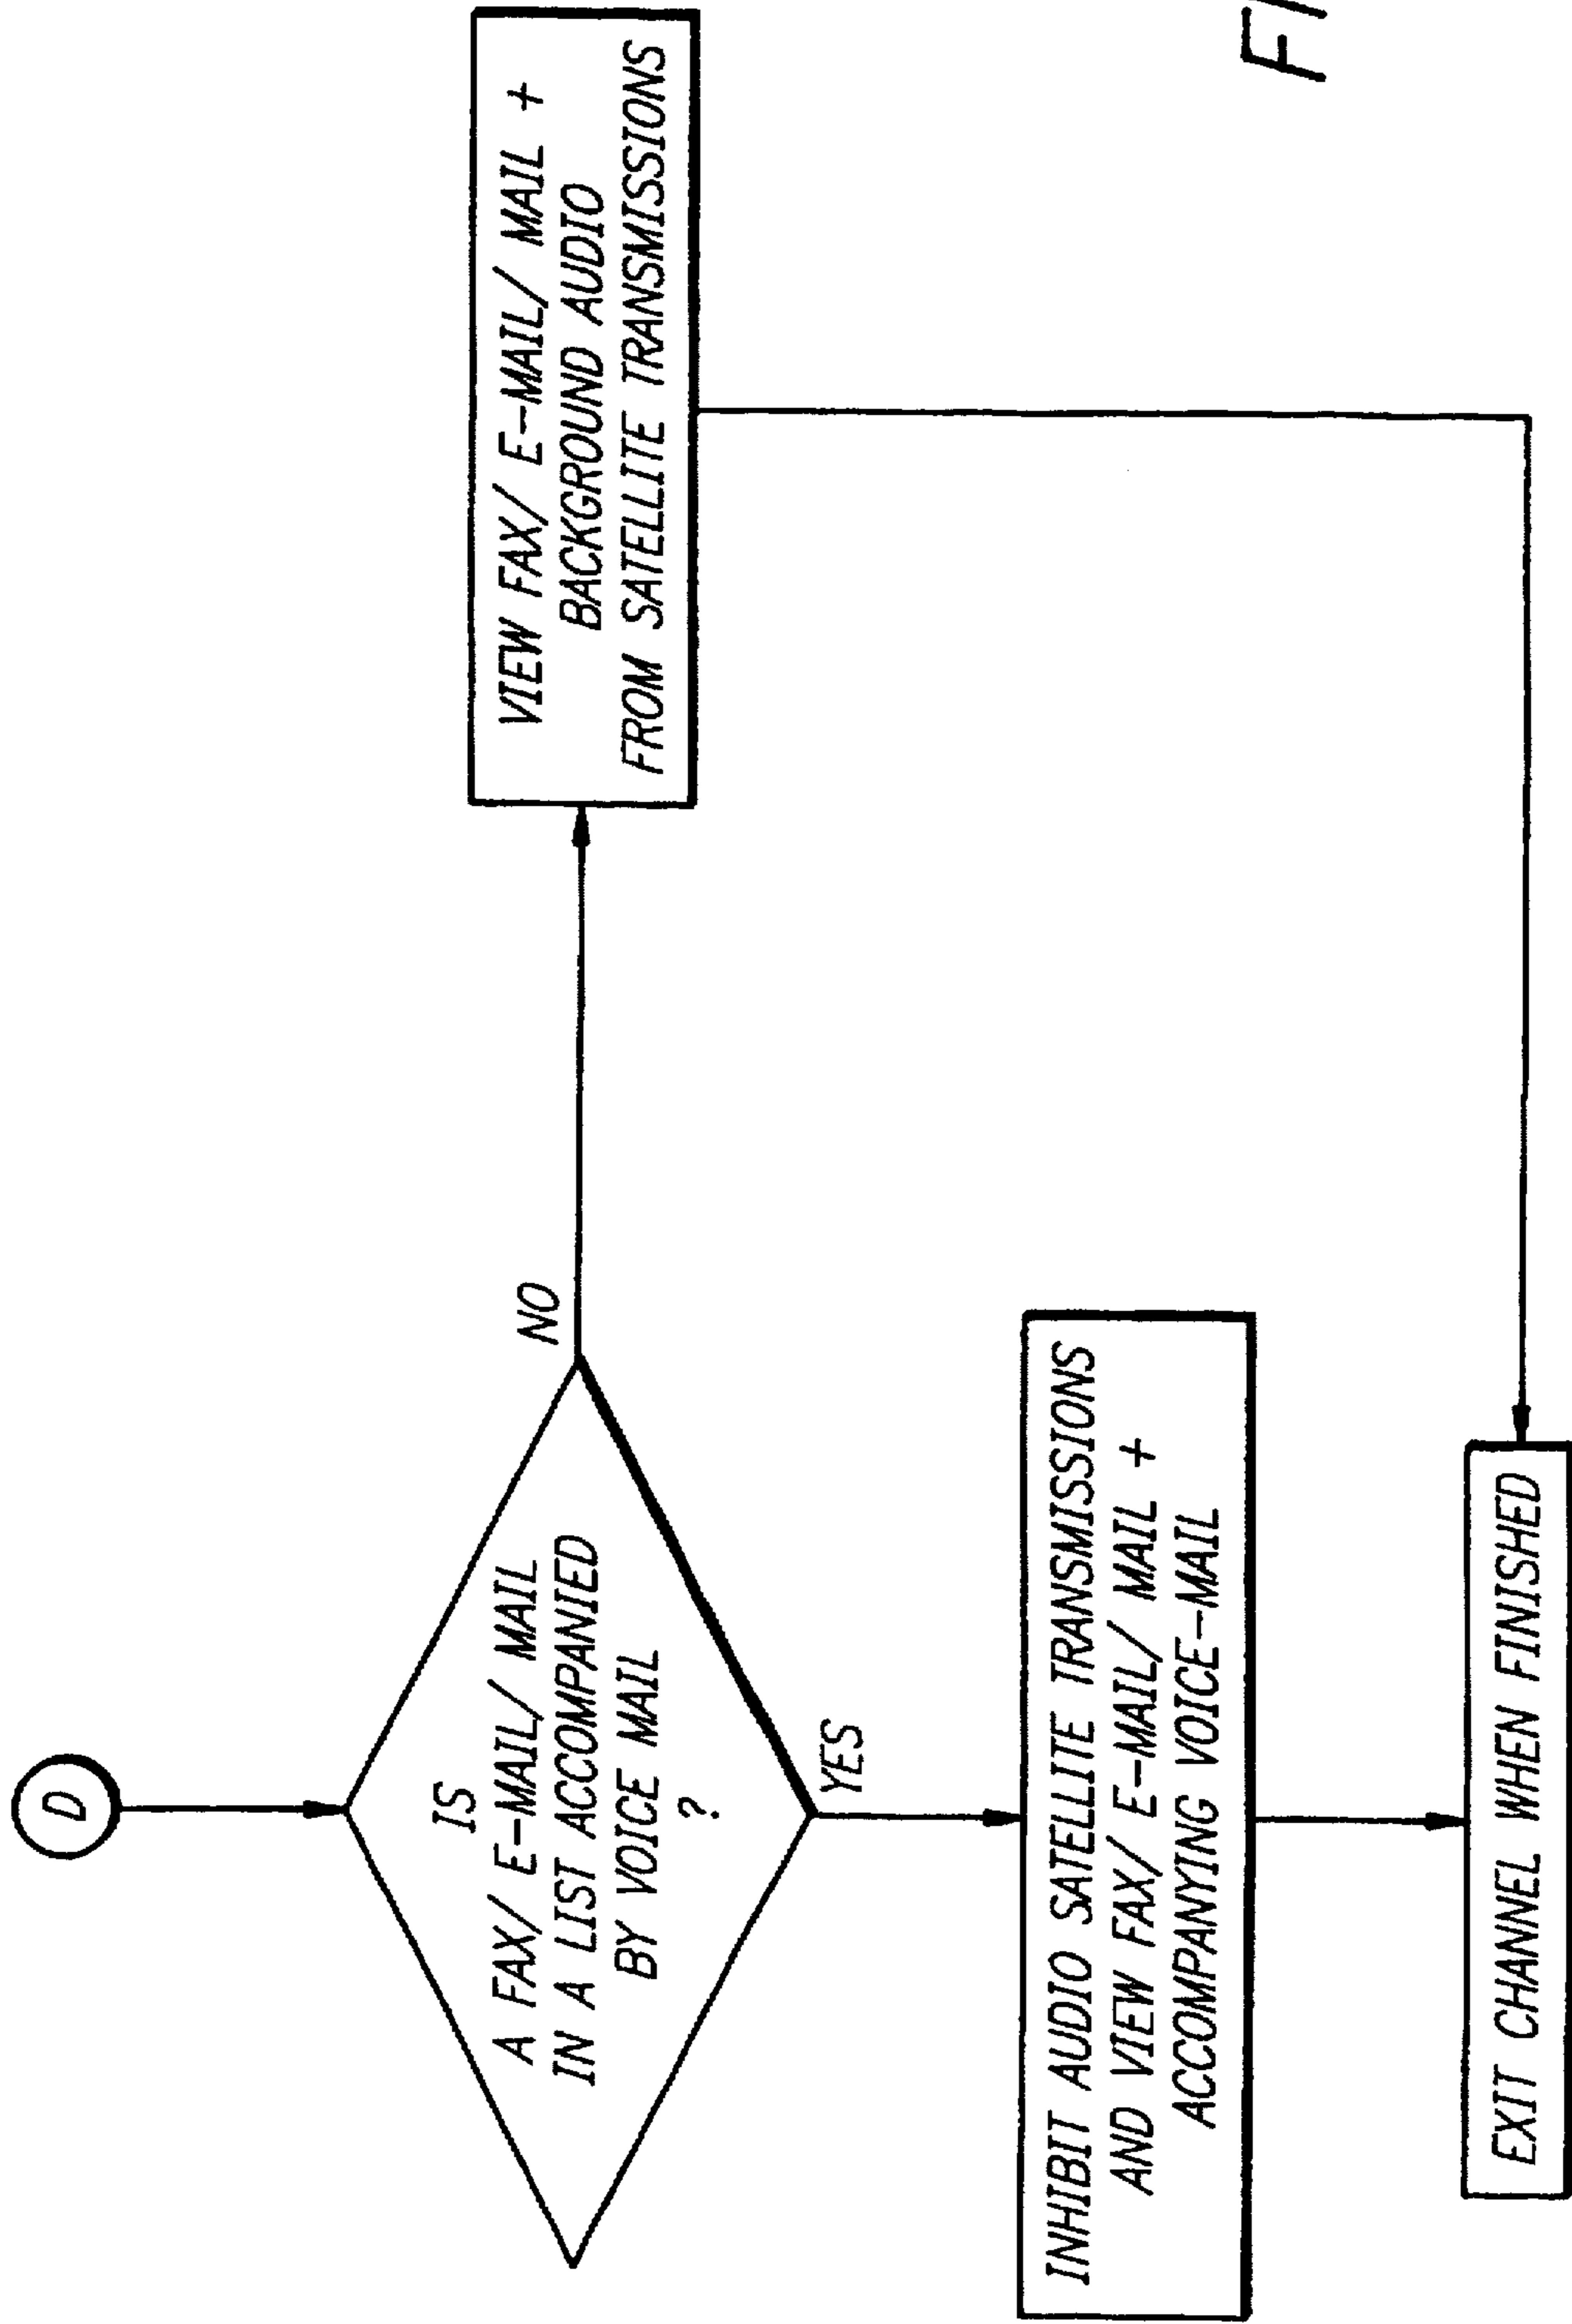 D
IS
A FAX/ E-MAIL/ MAIL
IN A LIST ACCOMPANIED
BY VOICE MAIL
?
NO
YES
VIEW FAX/ E-MAIL/ MAIL +
BACKGROUND AUDIO
FROM SATELLITE TRANSMISSIONS
INHIBIT AUDIO SATELLITE TRANSMISSIONS
AND VIEW FAX/ E-MAIL/ MAIL +
ACCOMPANYING VOICE-MAIL
EXIT CHANNEL WHEN FINISHED